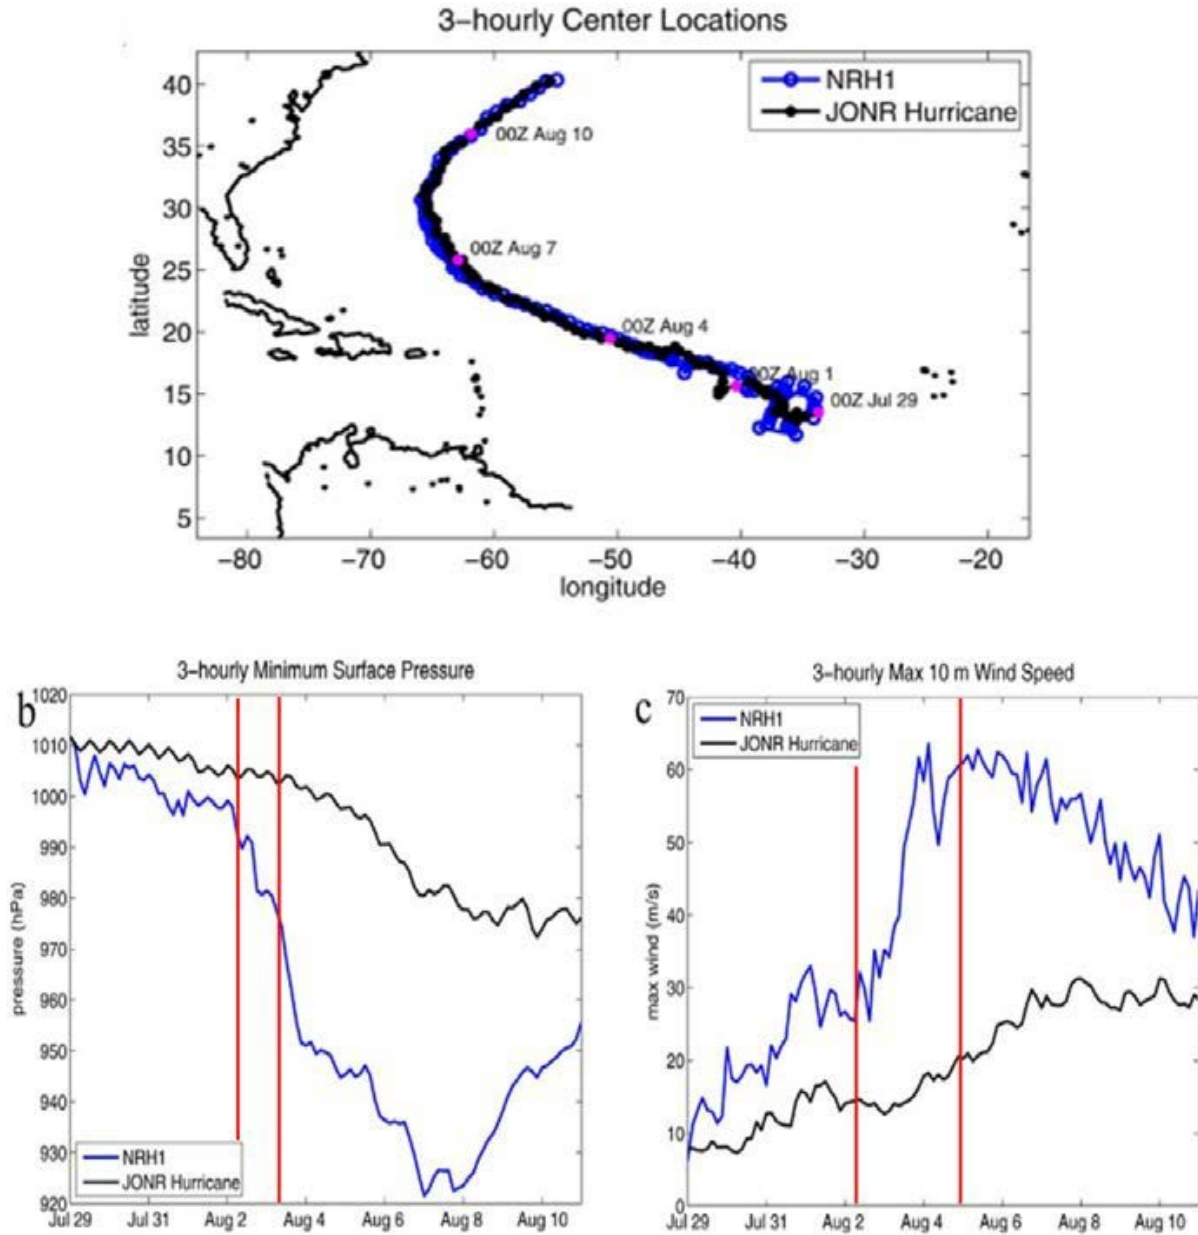 3-hourly Center Locations
NRH1
JONR Hurricane
40
35
30
25
20
15
10
5
latitude
00Z Aug 10
00Z Aug 7
00Z Aug 4
00Z Aug 1
00Z Jul 29
-80 -70 -60 -50 -40 -30 -20
longitude
b
3-hourly Minimum Surface Pressure
1020
1010
1000
990
980
970
960
950
940
930
920
pressure (hPa)
NRH1
JONR Hurricane
Jul 29 Jul 31 Aug 2 Aug 4 Aug 6 Aug 8 Aug 10
c
3-hourly Max 10 m Wind Speed
70
60
50
40
30
20
10
0
max wind (m/s)
NRH1
JONR Hurricane
Jul 29 Jul 31 Aug 2 Aug 4 Aug 6 Aug 8 Aug 10